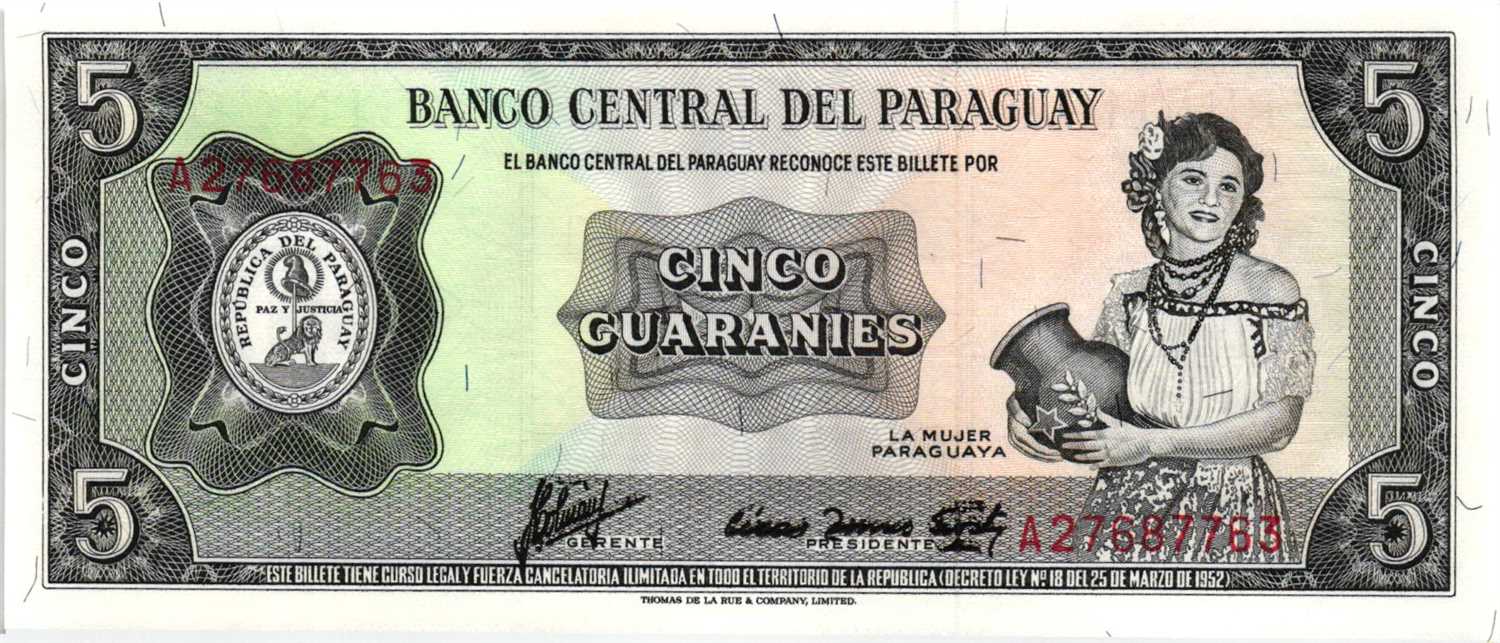 5
5
BANCO CENTRAL DEL PARAGUAY
EL BANCO CENTRAL DEL PARAGUAY RECONOCE ESTE BILLETE POR
A27687763
REPÚBLICA DEL PARAGUAY
PAZ Y JUSTICIA
CINCO
CINCO
GUARANIES
CINCO
LA MUJER
PARAGUAYA
GERENTE
PRESIDENTE
A27687763
5
5
ESTE BILLETE TIENE CURSO LEGAL Y FUERZA CANCELATORIA ILIMITADA EN TODO EL TERRITORIO DE LA REPUBLICA (DECRETO LEY Nº 18 DEL 25 DE MARZO DE 1952)
THOMAS DE LA RUE & COMPANY, LIMITED.